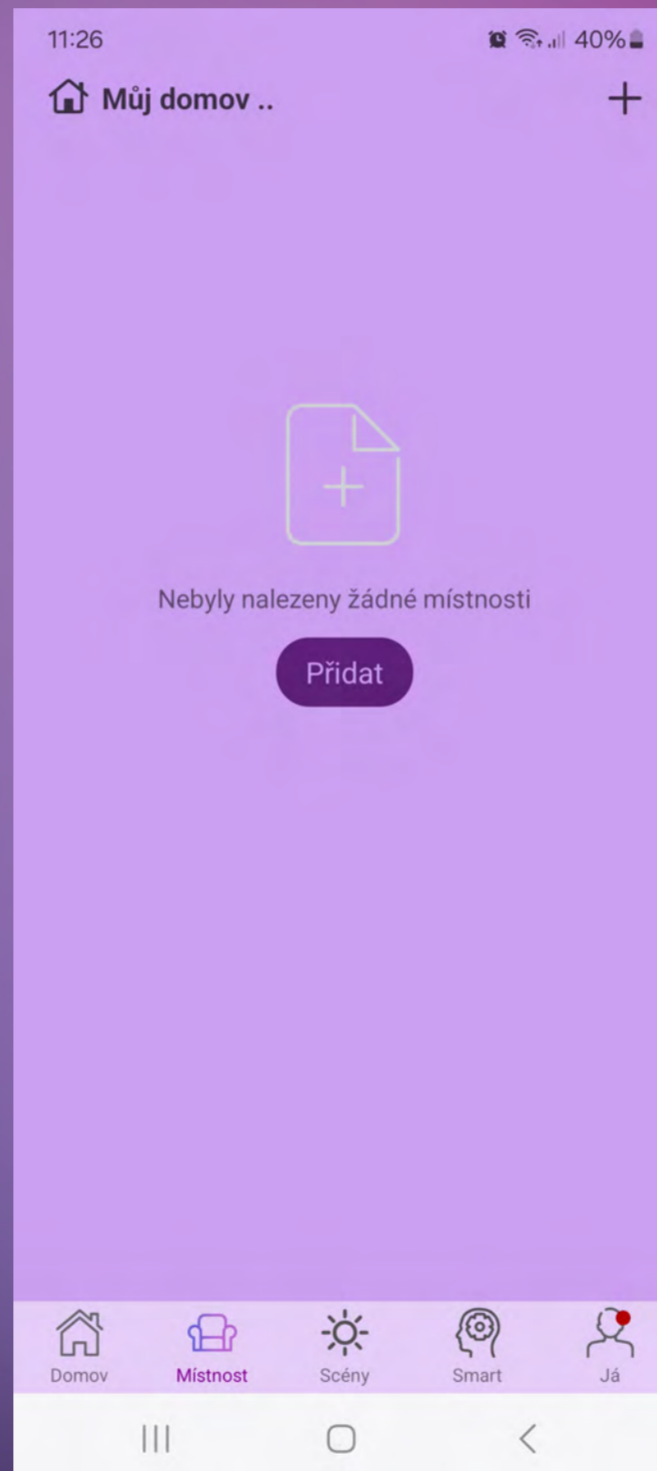 11:26
40%
Můj domov ..
Nebyly nalezeny žádné místnosti
Přidat
Domov
Místnost
Scény
Smart
Já